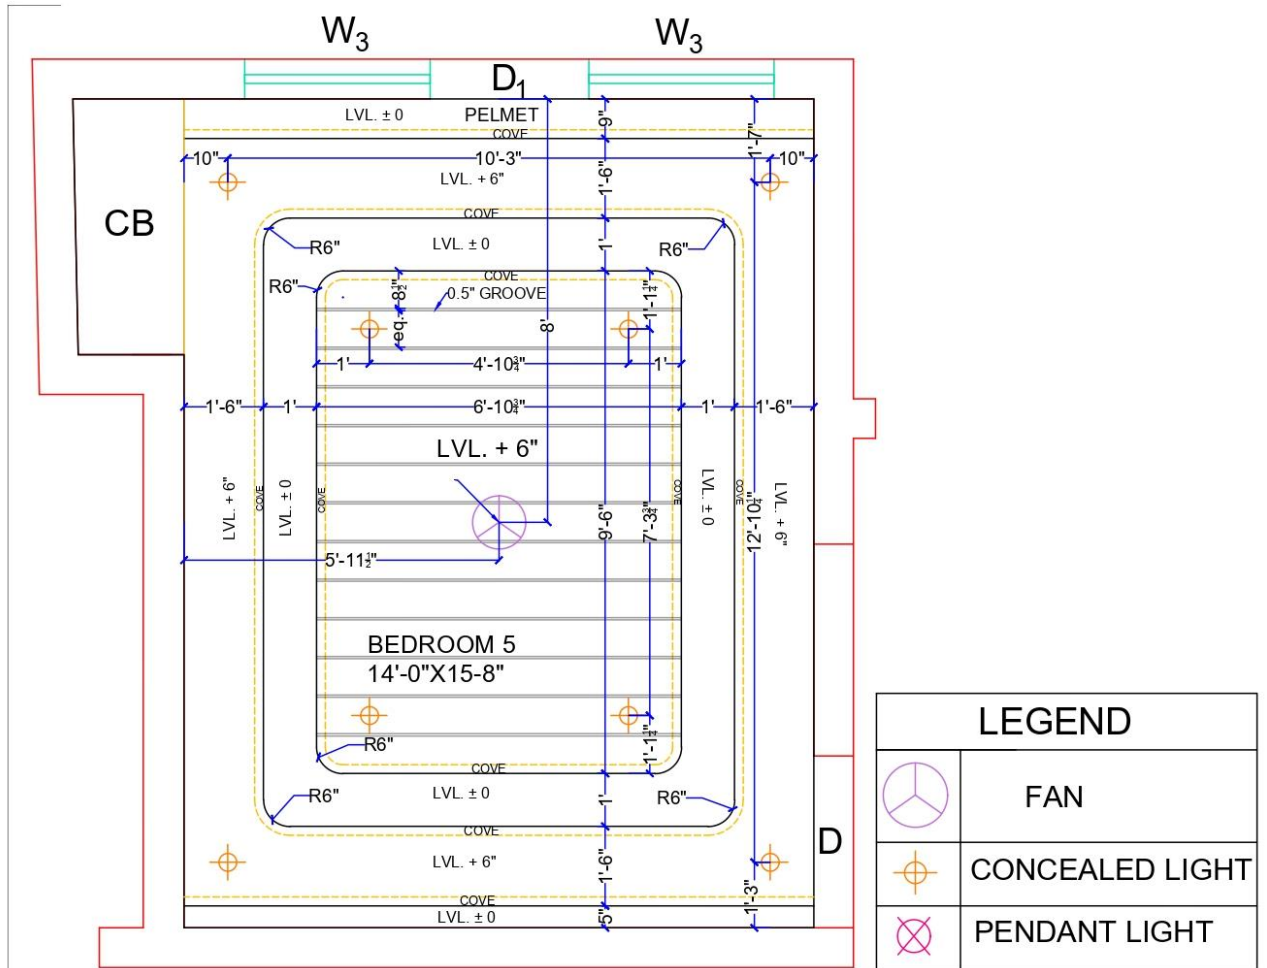 W3
W3
D1
LVL. ± 0
PELMET
9"
COVE
1'-7"
10"
10'-3"
10"
LVL. + 6"
1'-6"
CB
COVE
R6"
LVL. ± 0
1'
R6"
R6"
COVE
8½"
0.5" GROOVE
1'-1¼"
eq.
8'
1'
4'-10¾"
1'
1'-6"
1'
6'-10¾"
1'
1'-6"
LVL. + 6"
LVL. + 6"
COVE
LVL. ± 0
COVE
COVE
LVL. ± 0
COVE
LVL. + 6"
9'-6"
7'-3¾"
12'-10¼"
5'-11½"
BEDROOM 5
14'-0"X15-8"
R6"
1'-1¼"
COVE
R6"
LVL. ± 0
1'
R6"
COVE
D
LVL. + 6"
1'-6"
1'-3"
COVE
LVL. ± 0
5"
LEGEND
FAN
CONCEALED LIGHT
PENDANT LIGHT